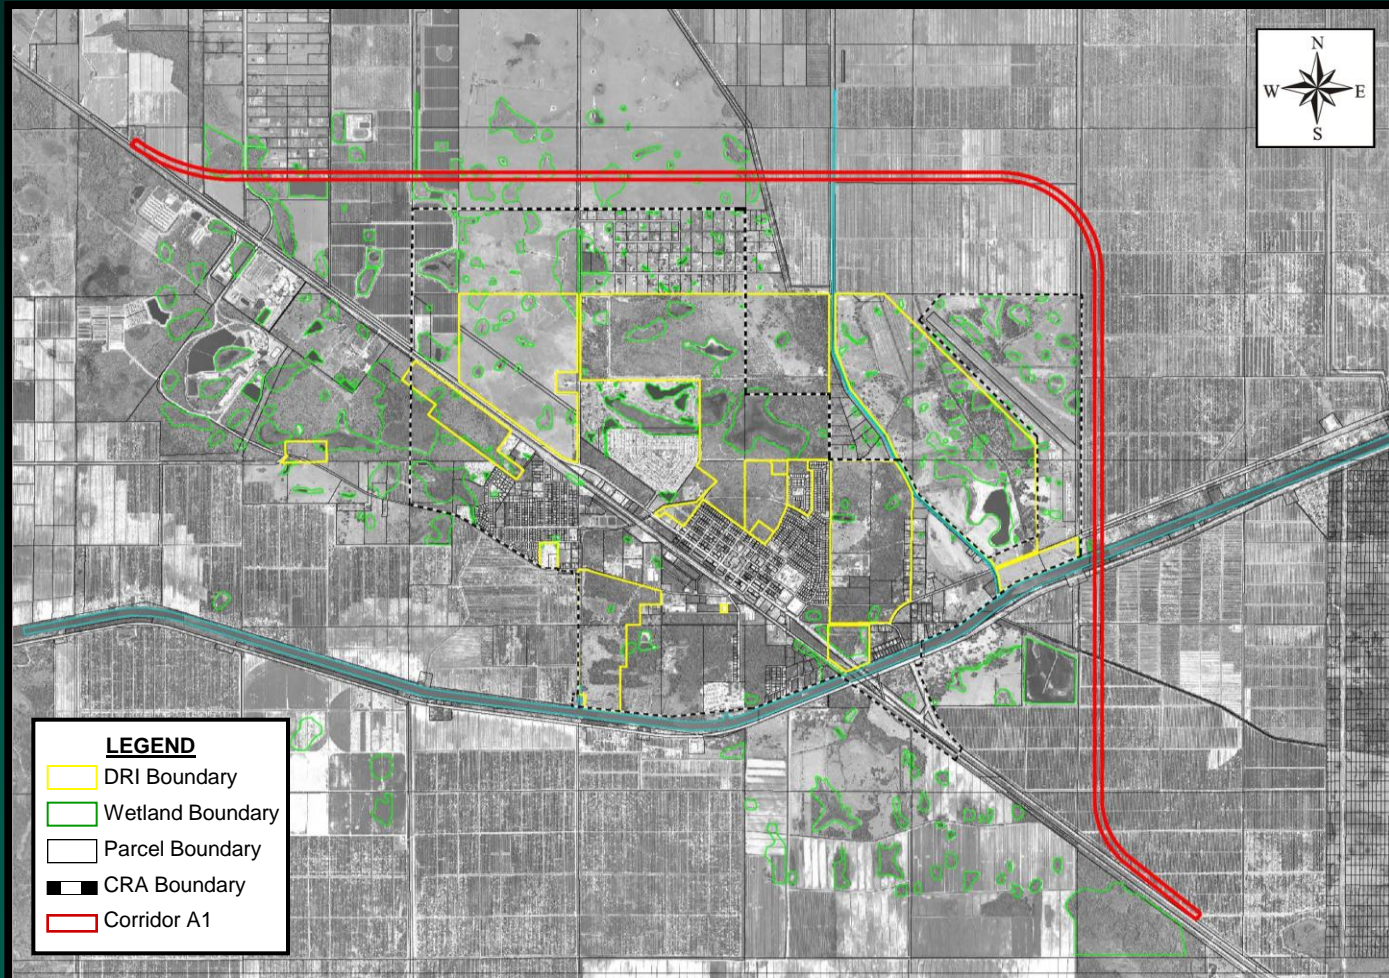 N
W E
S
LEGEND
DRI Boundary
Wetland Boundary
Parcel Boundary
CRA Boundary
Corridor A1